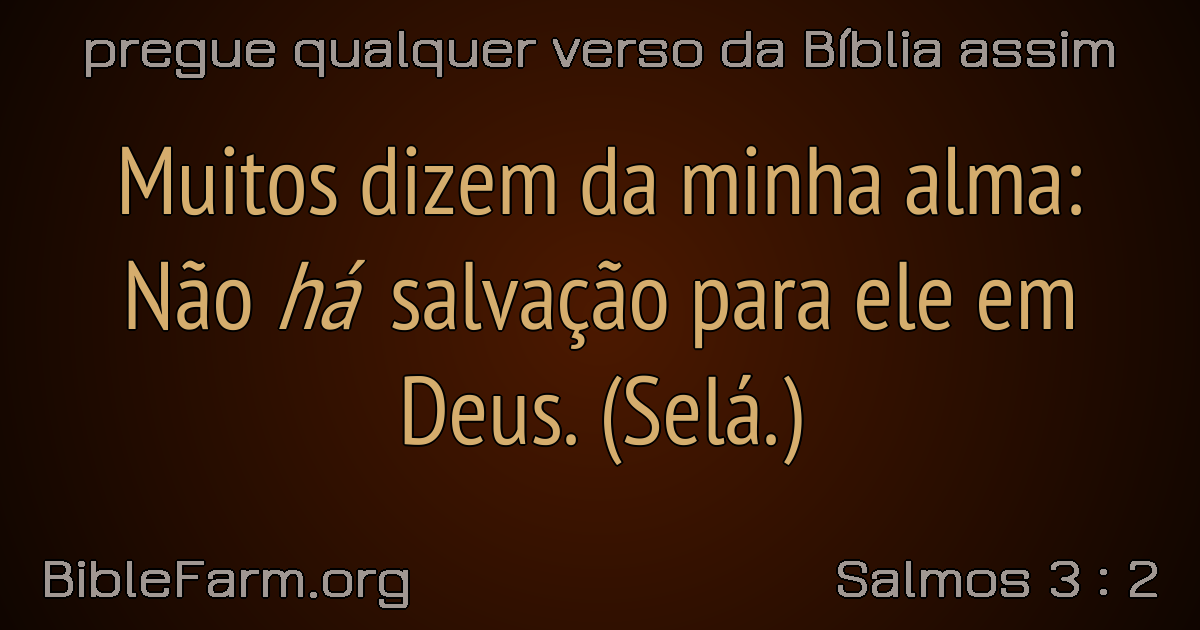 pregue qualquer verso da Bíblia assim
Muitos dizem da minha alma:
Não há salvação para ele em
Deus. (Selá.)
BibleFarm.org
Salmos 3 : 2